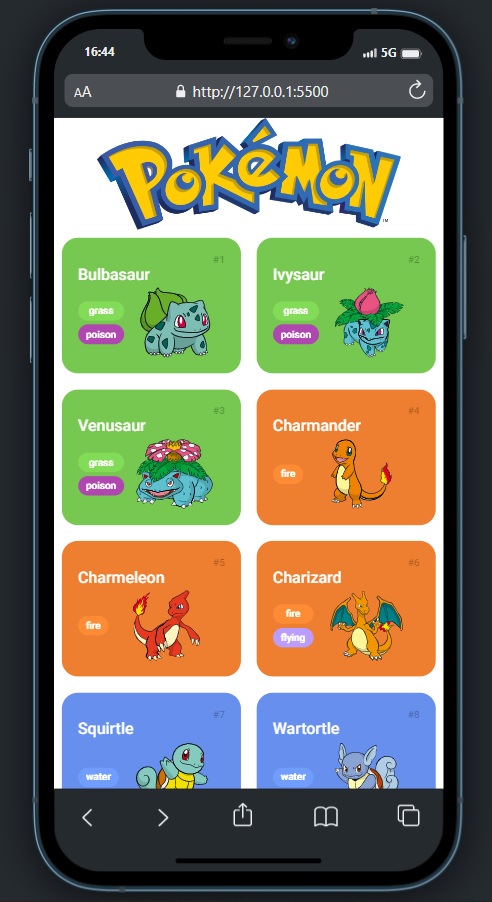 16:44
5G
AA
http://127.0.0.1:5500
POKéMON
TM
#1
Bulbasaur
grass
poison
#2
Ivysaur
grass
poison
#3
Venusaur
grass
poison
#4
Charmander
fire
#5
Charmeleon
fire
#6
Charizard
fire
flying
#7
Squirtle
water
#8
Wartortle
water